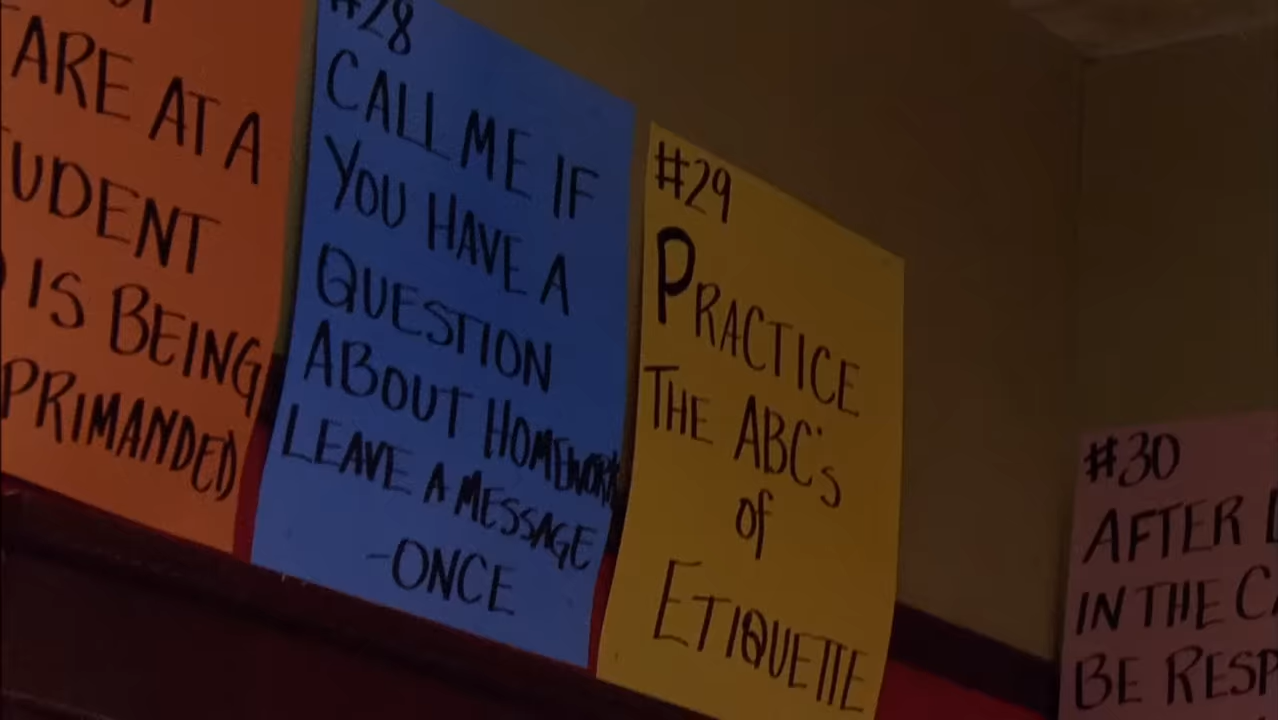 ARE AT A
UDENT
IS BEING
PRIMANDED
#28
CALL ME IF
YOU HAVE A
QUESTION
ABOUT HOMEWORK
LEAVE A MESSAGE
-ONCE
#29
PRACTICE
THE ABC's
of
ETIQUETTE
#30
AFTER
IN THE
BE RESP